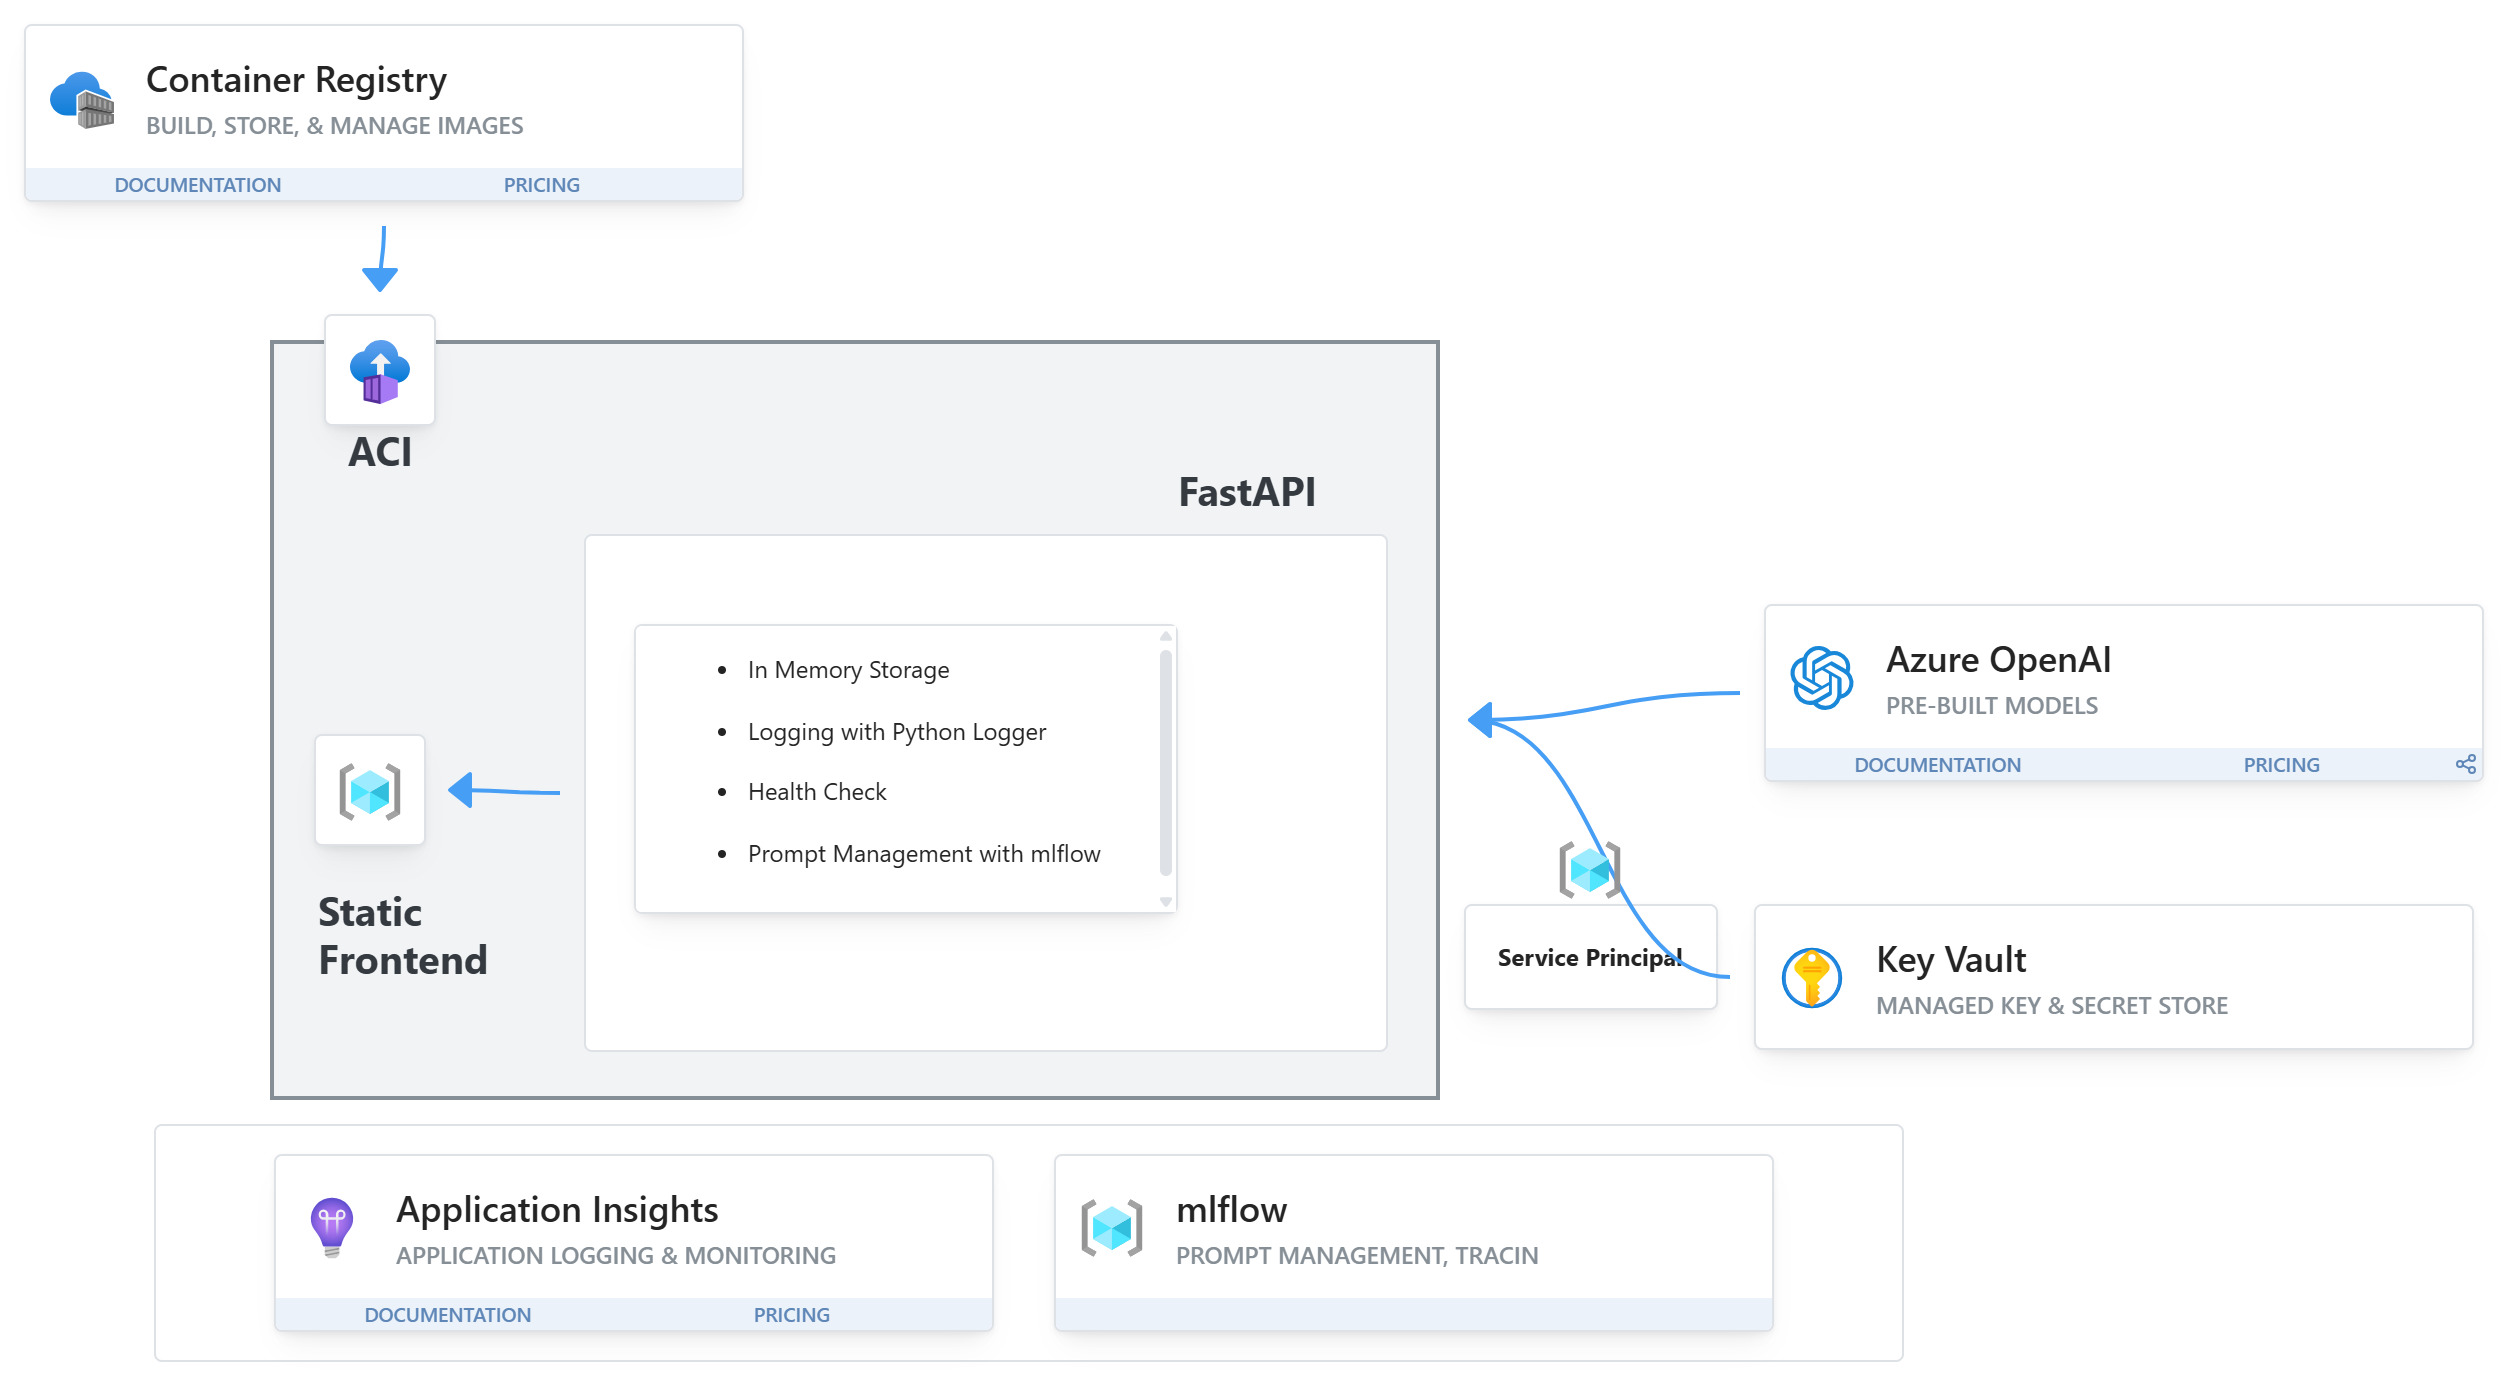 Container Registry
BUILD, STORE, & MANAGE IMAGES
DOCUMENTATION
PRICING
ACI
FastAPI
In Memory Storage
Logging with Python Logger
Health Check
Prompt Management with mlflow
Static
Frontend
Azure OpenAI
PRE-BUILT MODELS
DOCUMENTATION
PRICING
Service Principal
Key Vault
MANAGED KEY & SECRET STORE
Application Insights
APPLICATION LOGGING & MONITORING
DOCUMENTATION
PRICING
mlflow
PROMPT MANAGEMENT, TRACIN